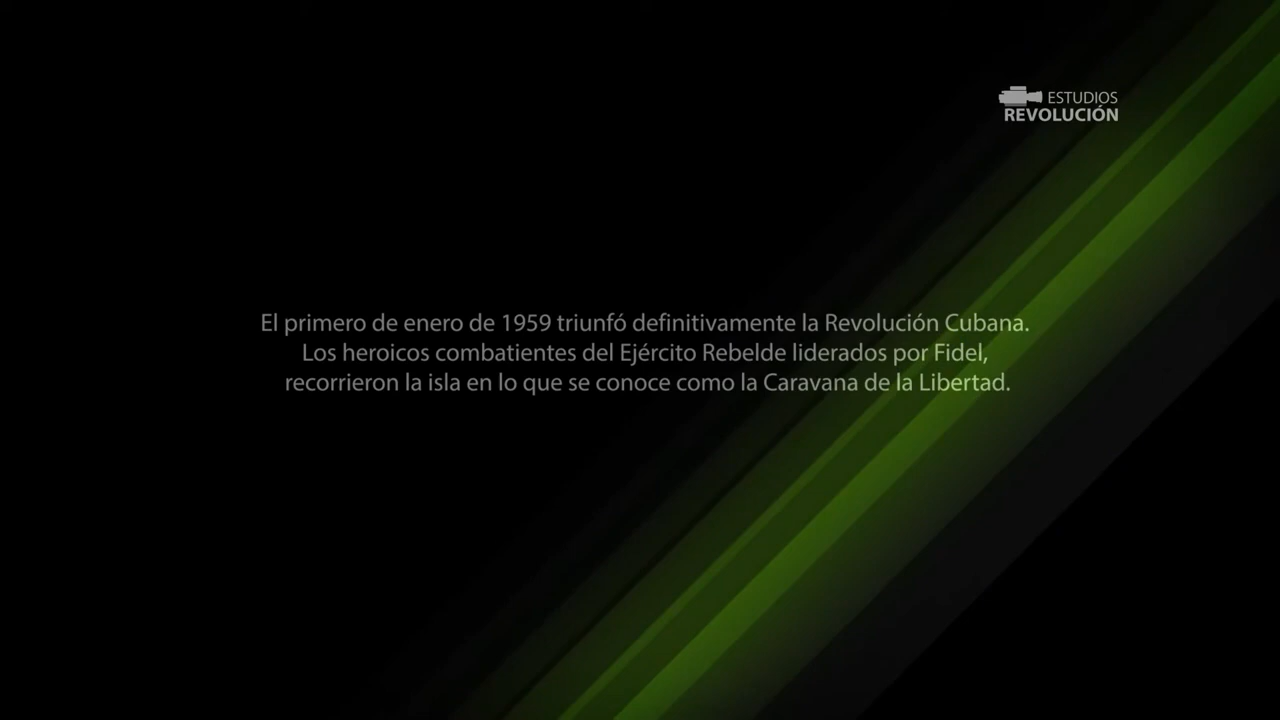 ESTUDIOS
REVOLUCIÓN
El primero de enero de 1959 triunfó definitivamente la Revolución Cubana.
Los heroicos combatientes del Ejército Rebelde liderados por Fidel,
recorrieron la isla en lo que se conoce como la Caravana de la Libertad.